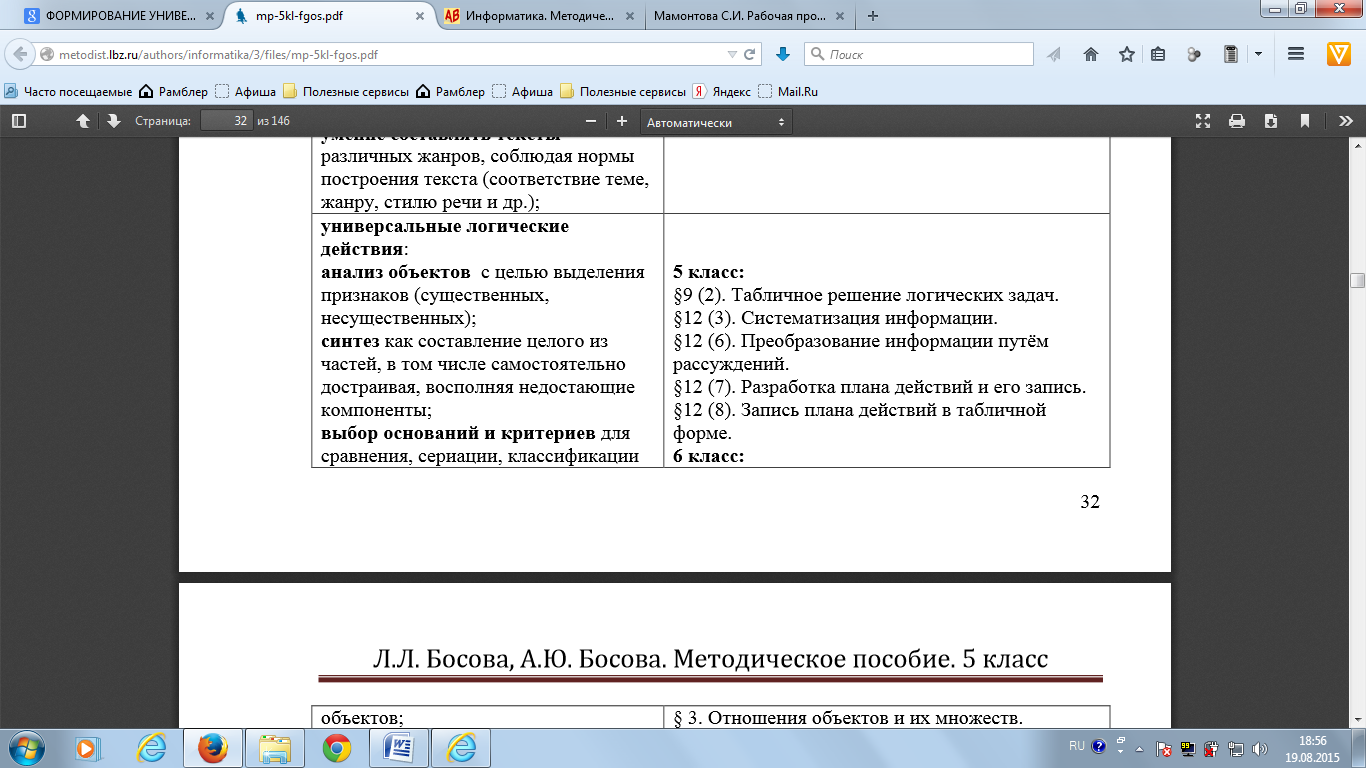 ФОРМИРОВАНИЕ УНИВЕ...
mp-5kl-fgos.pdf
Информатика. Методиче...
Мамонтова С.И. Рабочая про...
metodist.lbz.ru/authors/informatika/3/files/mp-5kl-fgos.pdf
Поиск
Часто посещаемые Рамблер Афиша Полезные сервисы Рамблер Афиша Полезные сервисы Яндекс Mail.Ru
Страница: 32 из 146 Автоматически
умение составлять тексты
различных жанров, соблюдая нормы
построения текста (соответствие теме,
жанру, стилю речи и др.);
универсальные логические
действия:
анализ объектов с целью выделения
признаков (существенных,
несущественных);
синтез как составление целого из
частей, в том числе самостоятельно
достраивая, восполняя недостающие
компоненты;
выбор оснований и критериев для
сравнения, сериации, классификации
5 класс:
§9 (2). Табличное решение логических задач.
§12 (3). Систематизация информации.
§12 (6). Преобразование информации путём
рассуждений.
§12 (7). Разработка плана действий и его запись.
§12 (8). Запись плана действий в табличной
форме.
6 класс:
32
Л.Л. Босова, А.Ю. Босова. Методическое пособие. 5 класс
объектов;
§ 3. Отношения объектов и их множеств.
RU
18:56
19.08.2015